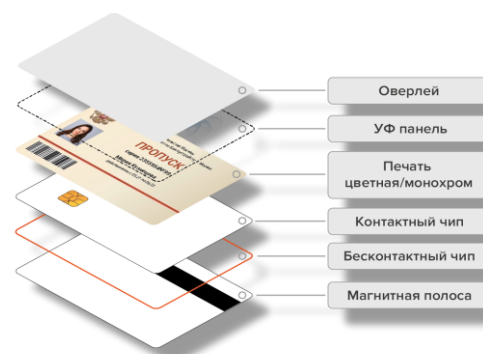 Оверлей
УФ панель
ПРОПУСК
Печать
цветная/монохром
Контактный чип
Бесконтактный чип
Магнитная полоса